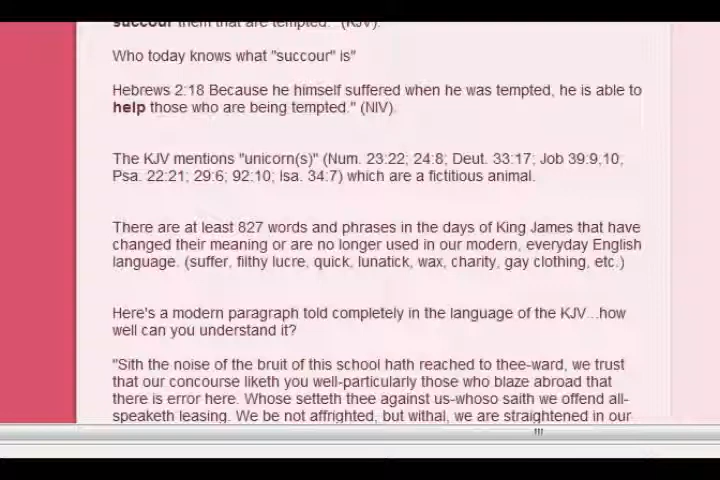 succour them that are tempted." (KJV).
Who today knows what "succour" is"
Hebrews 2:18 Because he himself suffered when he was tempted, he is able to
help those who are being tempted." (NIV).
The KJV mentions "unicorn(s)" (Num. 23:22; 24:8; Deut. 33:17; Job 39:9,10;
Psa. 22:21; 29:6; 92:10; Isa. 34:7) which are a fictitious animal.
There are at least 827 words and phrases in the days of King James that have
changed their meaning or are no longer used in our modern, everyday English
language. (suffer, filthy lucre, quick, lunatick, wax, charity, gay clothing, etc.)
Here's a modern paragraph told completely in the language of the KJV...how
well can you understand it?
"Sith the noise of the bruit of this school hath reached to thee-ward, we trust
that our concourse liketh you well-particularly those who blaze abroad that
there is error here. Whose setteth thee against us-whoso saith we offend all-
speaketh leasing. We be not affrighted, but withal, we are straightened in our